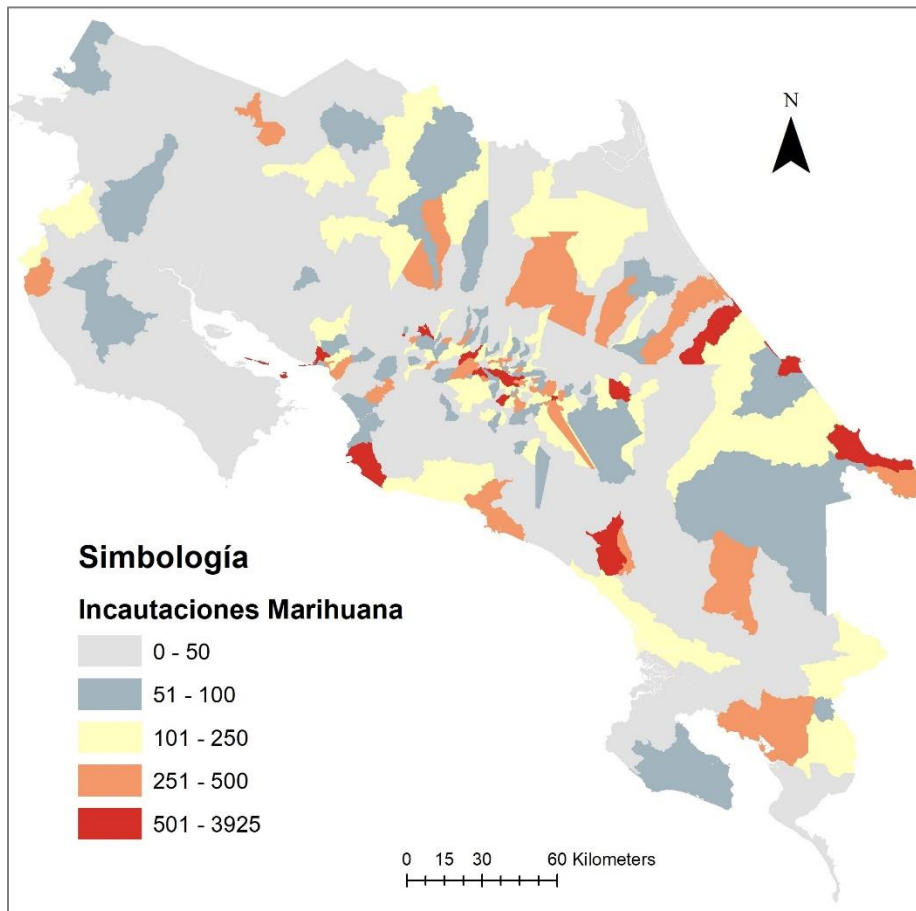 N
Simbología
Incautaciones Marihuana
0 - 50
51 - 100
101 - 250
251 - 500
501 - 3925
0 15 30 60 Kilometers